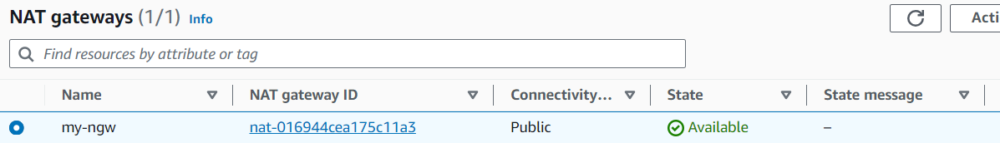 NAT gateways (1/1) Info
Acti
Find resources by attribute or tag
Name NAT gateway ID Connectivity... State State message
my-ngw nat-016944cea175c11a3 Public Available –